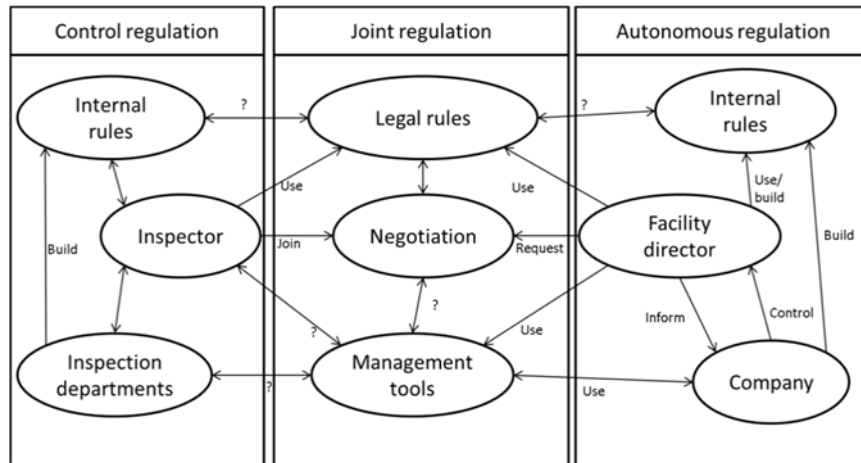 Control regulation
Joint regulation
Autonomous regulation
Internal
rules
?
Legal rules
?
Internal
rules
Use
Use
Use/
build
Build
Inspector
Join
Negotiation
Request
Facility
director
Build
?
?
Use
Inform
Control
Inspection
departments
?
Management
tools
Use
Company